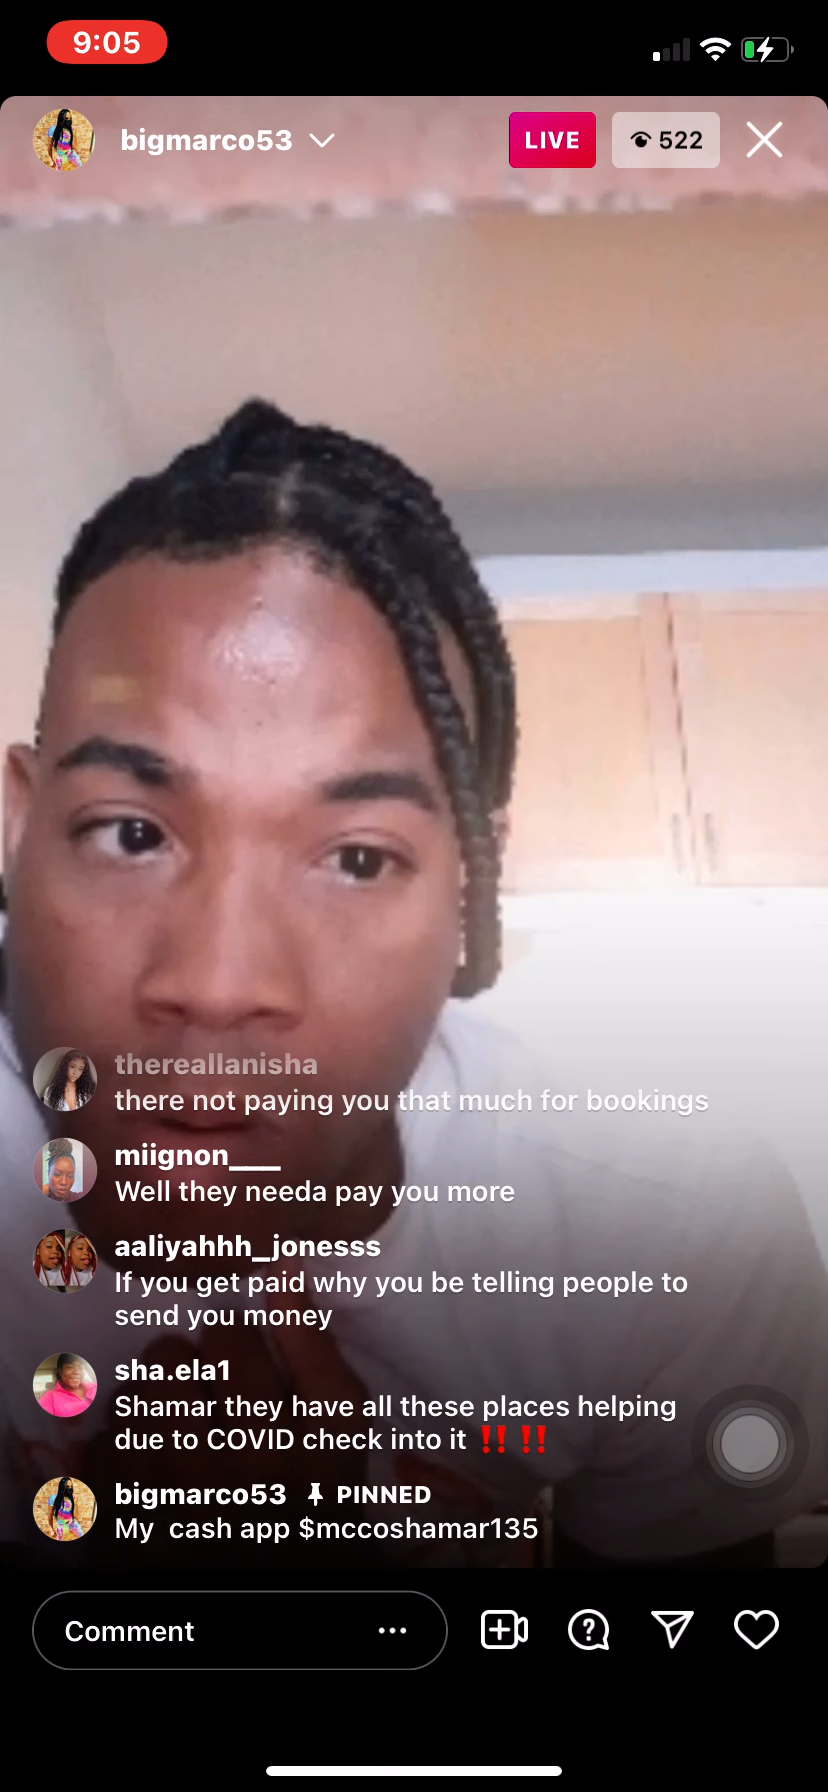 9:05
bigmarco53
LIVE
522
thereallanisha
there not paying you that much for bookings
miignon___
Well they needa pay you more
aaliyahhh_jonesss
If you get paid why you be telling people to
send you money
sha.ela1
Shamar they have all these places helping
due to COVID check into it ‼️ ‼️
bigmarco53 PINNED
My cash app $mccoshamar135
Comment